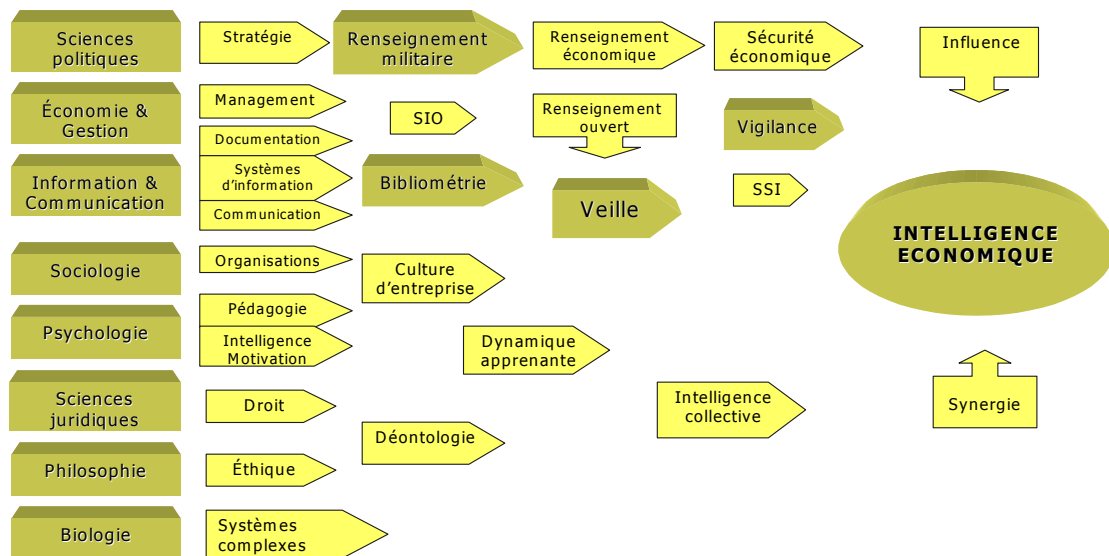 Sciences
politiques
Stratégie
Renseignement
militaire
Renseignement
économique
Sécurité
économique
Influence
Économie &
Gestion
Management
SIO
Renseignement
ouvert
Vigilance
Documentation
Information &
Communication
Systèmes
d'information
Bibliométrie
Veille
SSI
Communication
INTELLIGENCE
ECONOMIQUE
Sociologie
Organisations
Culture
d'entreprise
Psychologie
Pédagogie
Intelligence
Motivation
Dynamique
apprenante
Sciences
juridiques
Droit
Intelligence
collective
Synergie
Déontologie
Philosophie
Éthique
Biologie
Systèmes
complexes